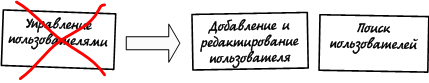 Управление
пользователями
Добавление и
редактирование
пользователя
Поиск
пользователей